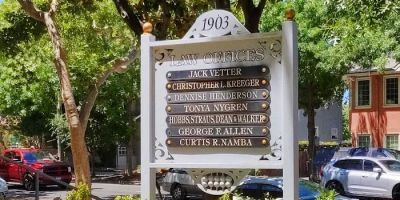 1903
LAW OFFICES
JACK VETTER
CHRISTOPHER L. KREEGER
DENNISE HENDERSON
TONYA NYGREN
HOBBS, STRAUS, DEAN & WALKER
GEORGE F. ALLEN
CURTIS R. NAMBA